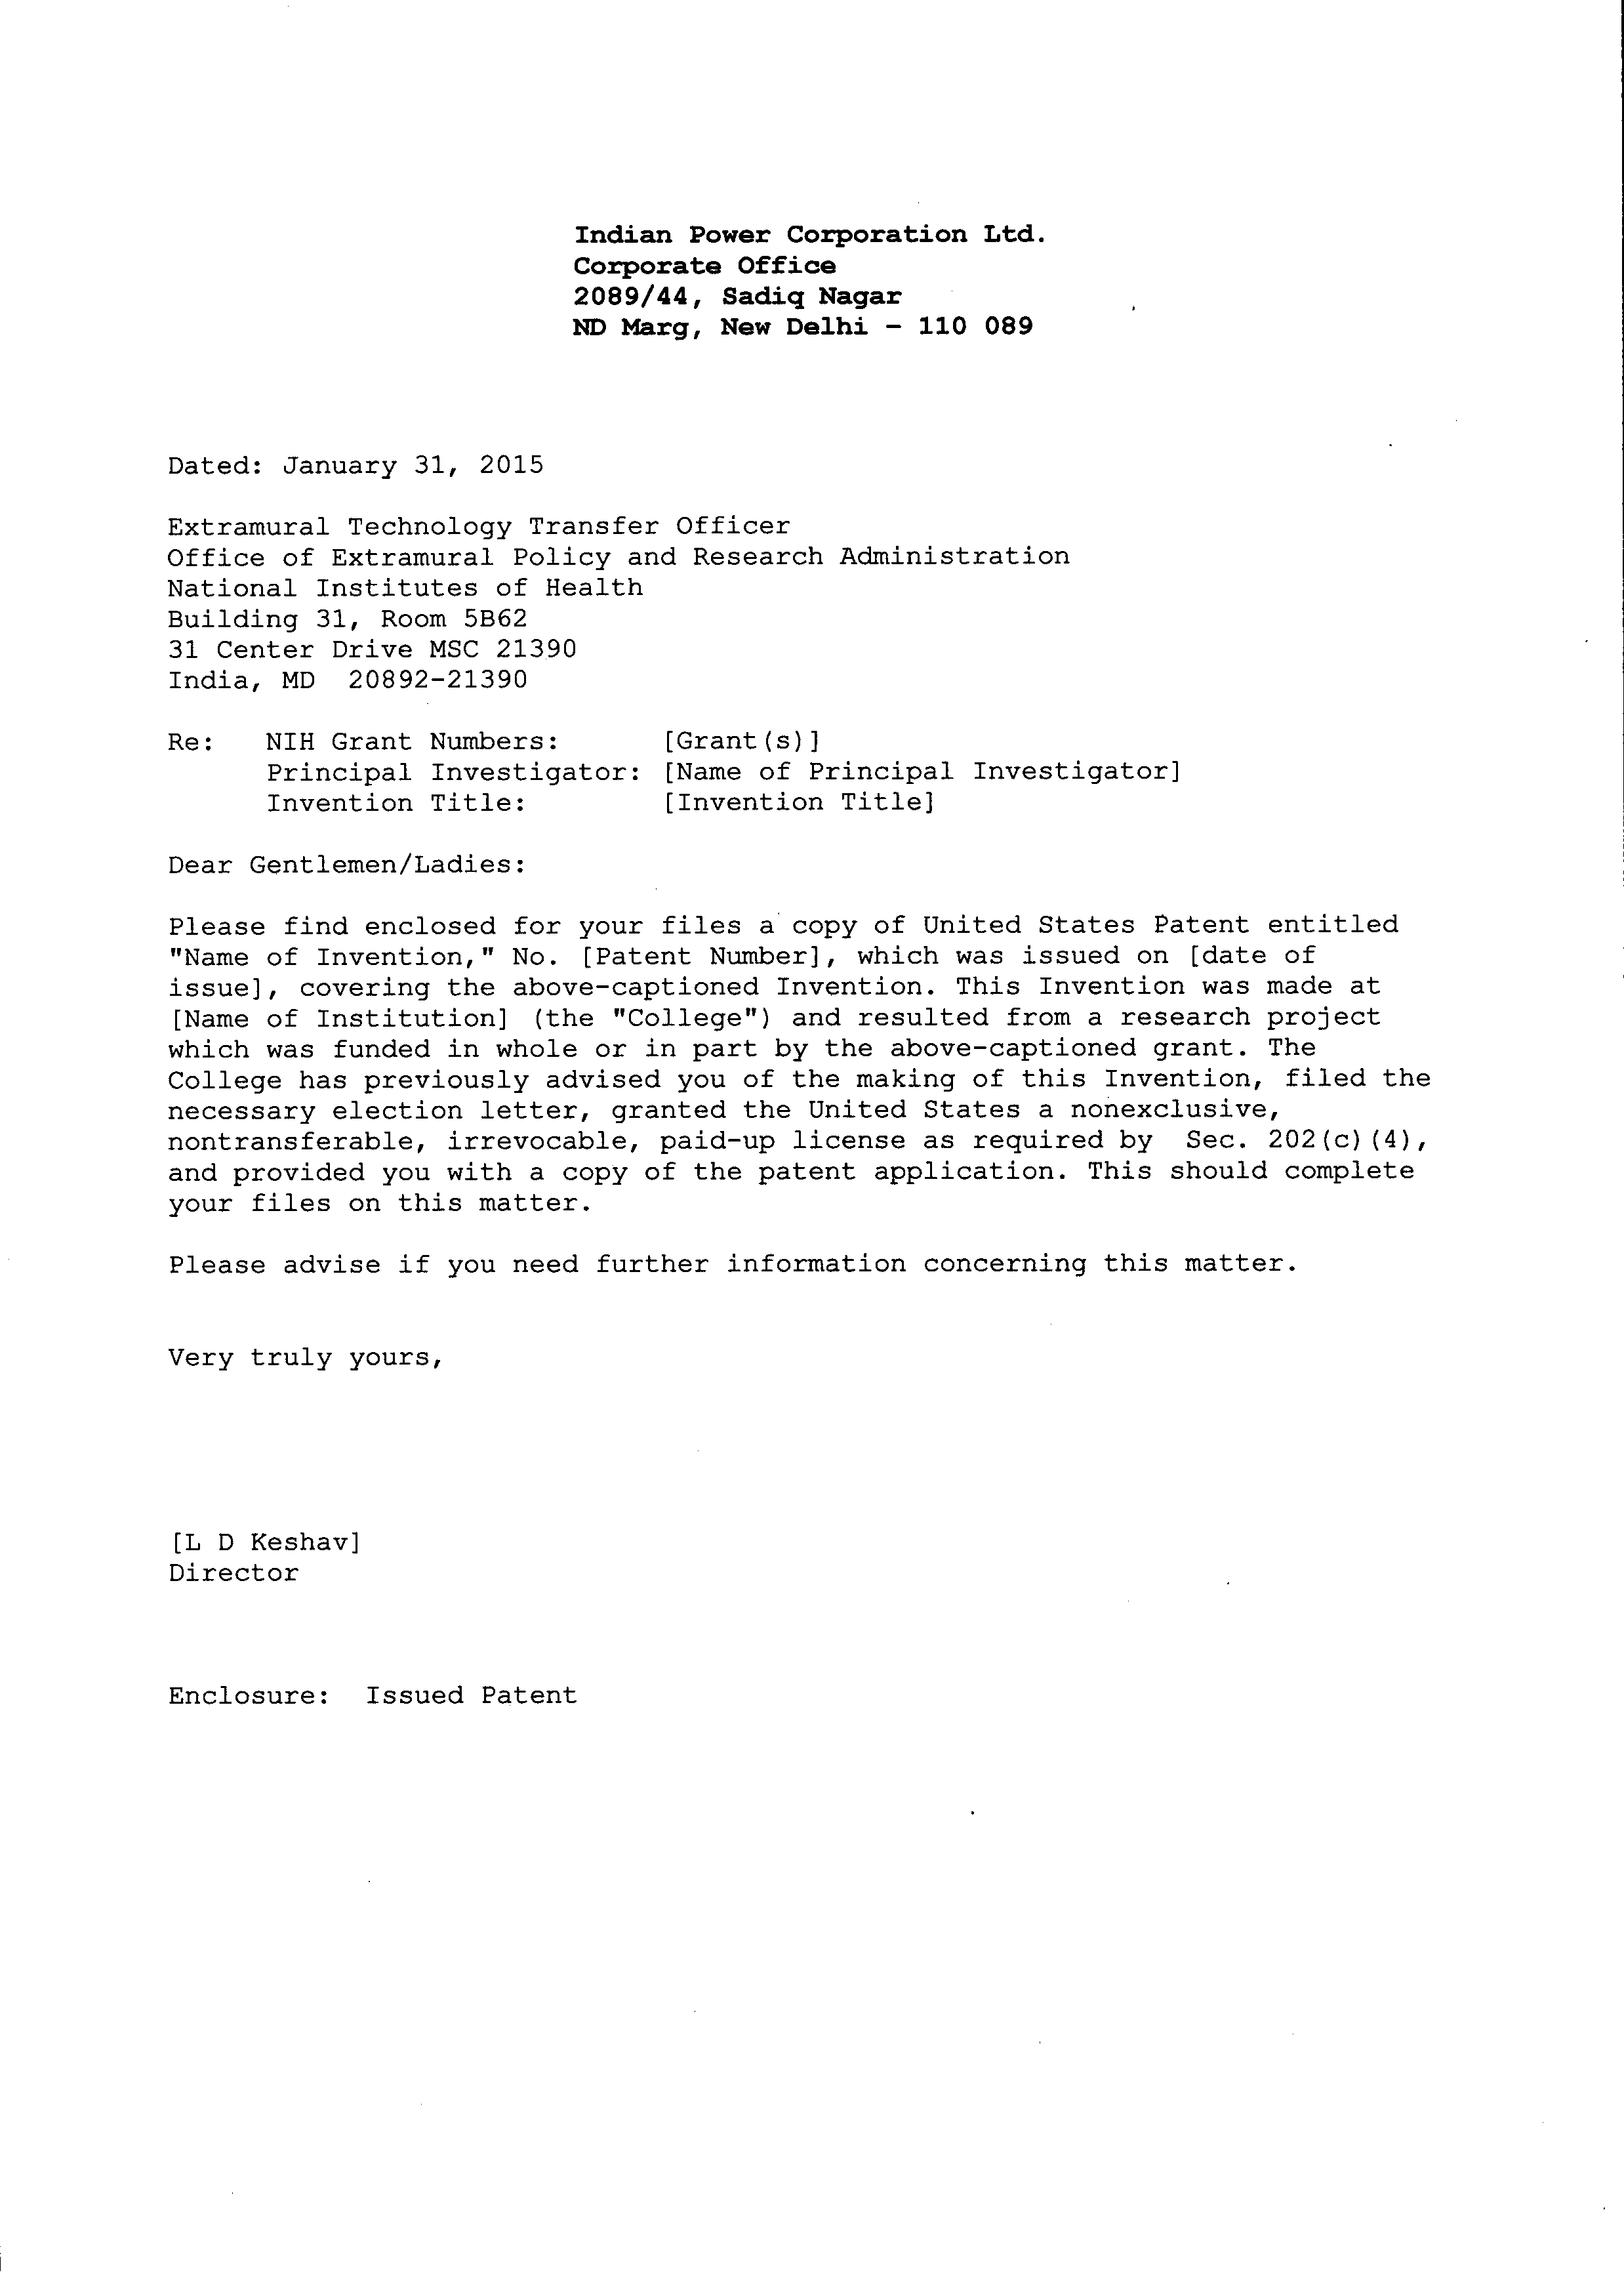 Indian Power Corporation Ltd.
Corporate Office
2089/44, Sadiq Nagar
ND Marg, New Delhi - 110 089
Dated: January 31, 2015
Extramural Technology Transfer Officer
Office of Extramural Policy and Research Administration
National Institutes of Health
Building 31, Room 5B62
31 Center Drive MSC 21390
India, MD  20892-21390
Re:   NIH Grant Numbers:   [Grant(s)]
Principal Investigator: [Name of Principal Investigator]
Invention Title:   [Invention Title]
Dear Gentlemen/Ladies:
Please find enclosed for your files a copy of United States Patent entitled
"Name of Invention," No. [Patent Number], which was issued on [date of
issue], covering the above-captioned Invention. This Invention was made at
[Name of Institution] (the "College") and resulted from a research project
which was funded in whole or in part by the above-captioned grant. The
College has previously advised you of the making of this Invention, filed the
necessary election letter, granted the United States a nonexclusive,
nontransferable, irrevocable, paid-up license as required by  Sec. 202(c)(4),
and provided you with a copy of the patent application. This should complete
your files on this matter.
Please advise if you need further information concerning this matter.
Very truly yours,
[L D Keshav]
Director
Enclosure:  Issued Patent